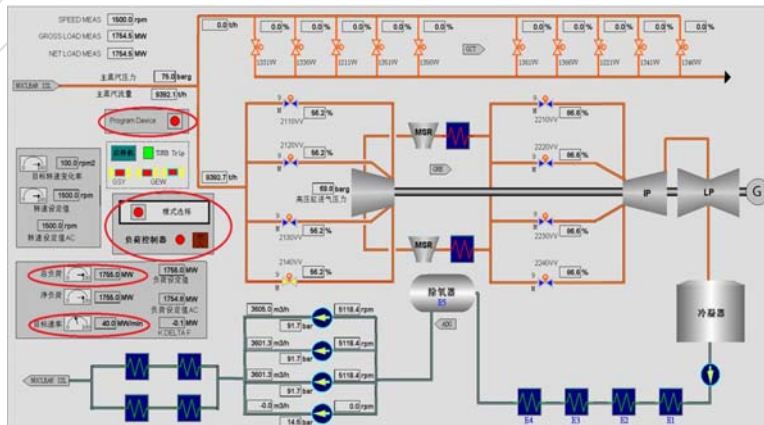 SPEED MEAS 1500.0 rpm
GROSS LOAD MEAS 1754.5 MW
NET LOAD MEAS 1754.5 MW
0.0 t/h
0.0 % 0.0 % 0.0 % 0.0 % 0.0 % 0.0 % 0.0 % 0.0 % 0.0 % 0.0 %
GCT
主蒸汽压力 75.0 barg
NUCLEAR ISL
主蒸汽流量 9392.1 t/h
Program Device
9392.7 t/h
TURB Trip
GSY GEW
100.0 rpm2
目标转速变化率
1500.0 rpm
转速设定值
1500.0 rpm
转速设定值AC
模式选择
负荷控制器
总负荷 1755.0 MW 1755.0 MW
负荷设定值
净负荷 1755.0 MW 1754.6 MW
负荷设定值AC
目标速率 40.0 MW/min -0.1 MW
K.DELTA F
56.2 %
2110VV
2120VV
56.2 %
69.0 barg
高压缸进气压力
2130VV
56.2 %
2140VV
56.2 %
MSR
MSR
2210VV
86.6 %
2220VV
86.6 %
2230VV
86.6 %
2240VV
86.6 %
IP
LP
G
除氧器
E5
ADG
冷凝器
3605.0 m3/h 5118.4 rpm
91.7 bar
3601.3 m3/h 5118.4 rpm
91.7 bar
3601.3 m3/h 5118.4 rpm
91.7 bar
-0.0 m3/h 0.0 rpm
14.5 bar
NUCLEAR ISL
E4 E3 E2 E1